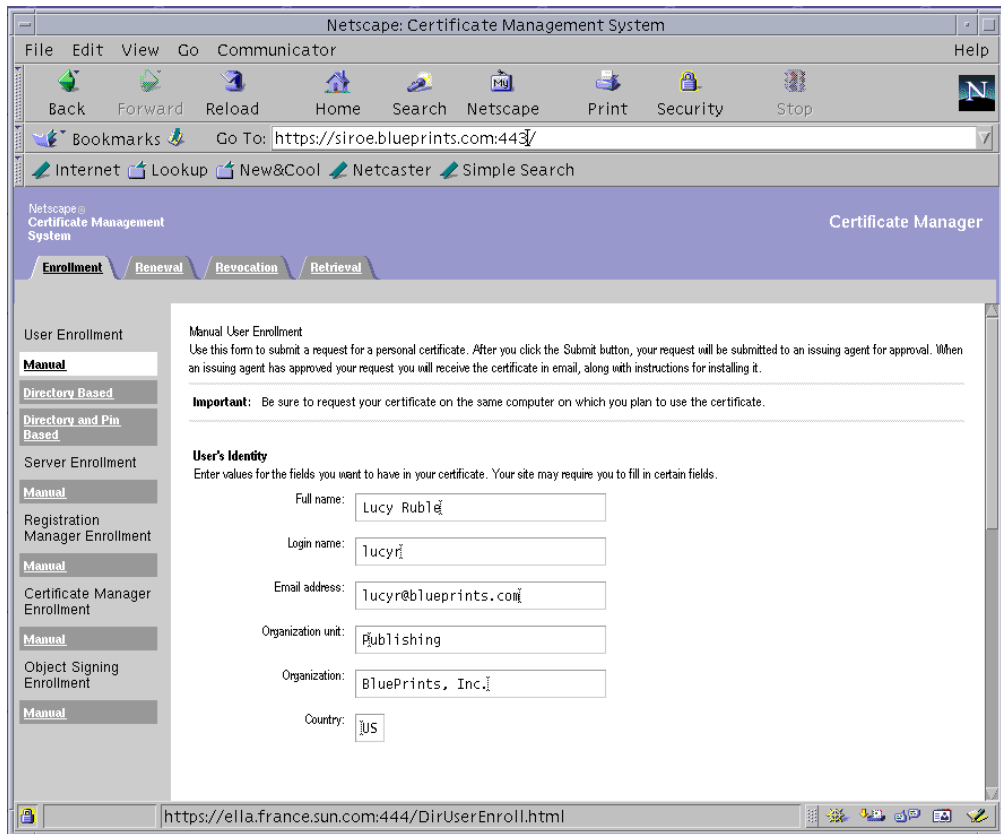 Netscape: Certificate Management System
File Edit View Go Communicator Help
Back Forward Reload Home Search Netscape Print Security Stop
My
N
Bookmarks Go To: https://siroe.blueprints.com:443/
Internet Lookup New&Cool Netcaster Simple Search
Netscape®
Certificate Management
System
Certificate Manager
Enrollment Renewal Revocation Retrieval
User Enrollment
Manual
Directory Based
Directory and Pin
Based
Server Enrollment
Manual
Registration
Manager Enrollment
Manual
Certificate Manager
Enrollment
Manual
Object Signing
Enrollment
Manual
Manual User Enrollment
Use this form to submit a request for a personal certificate. After you click the Submit button, your request will be submitted to an issuing agent for approval. When
an issuing agent has approved your request you will receive the certificate in email, along with instructions for installing it.
Important: Be sure to request your certificate on the same computer on which you plan to use the certificate.
User's Identity
Enter values for the fields you want to have in your certificate. Your site may require you to fill in certain fields.
Full name: Lucy Ruble
Login name: lucyr
Email address: lucyr@blueprints.com
Organization unit: Publishing
Organization: BluePrints, Inc.
Country: US
https://ella.france.sun.com:444/DirUserEnroll.html